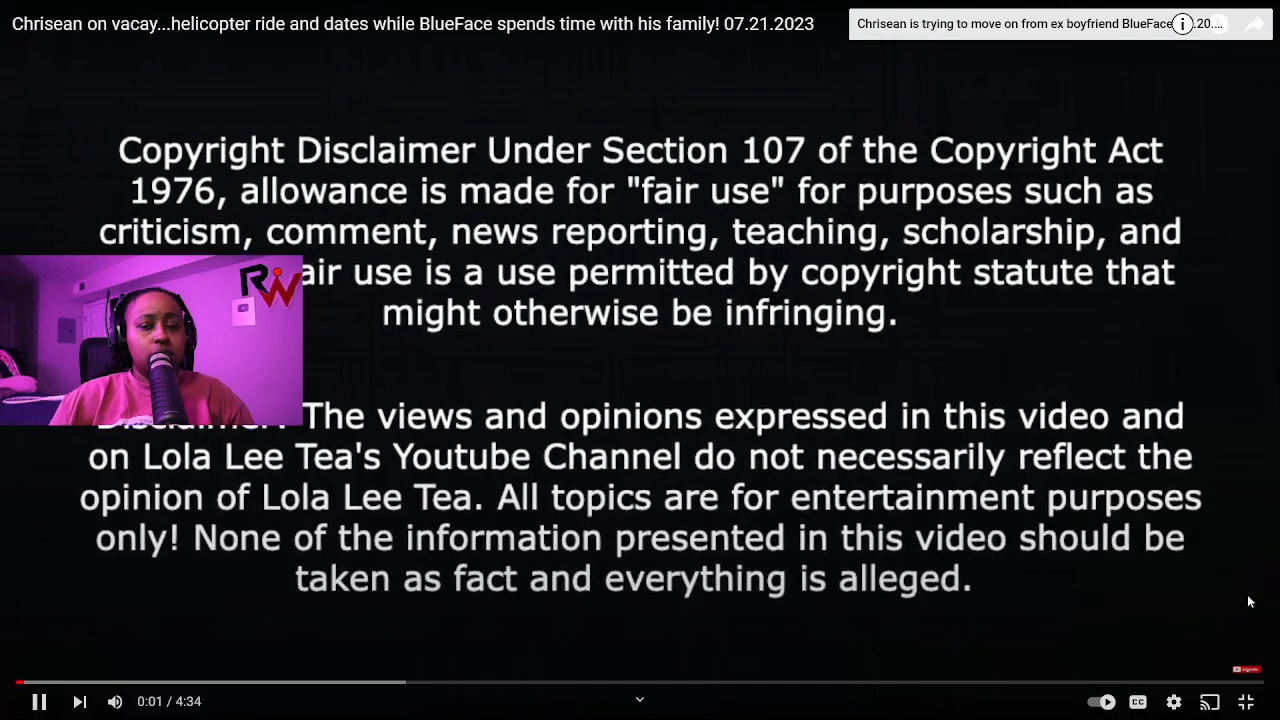 Chrisean on vacay...helicopter ride and dates while BlueFace spends time with his family! 07.21.2023
Chrisean is trying to move on from ex boyfriend BlueFace .20....
Copyright Disclaimer Under Section 107 of the Copyright Act
1976, allowance is made for "fair use" for purposes such as
criticism, comment, news reporting, teaching, scholarship, and
air use is a use permitted by copyright statute that
might otherwise be infringing.
RW
The views and opinions expressed in this video and
on Lola Lee Tea's Youtube Channel do not necessarily reflect the
opinion of Lola Lee Tea. All topics are for entertainment purposes
only! None of the information presented in this video should be
taken as fact and everything is alleged.
0:01 / 4:34
CC